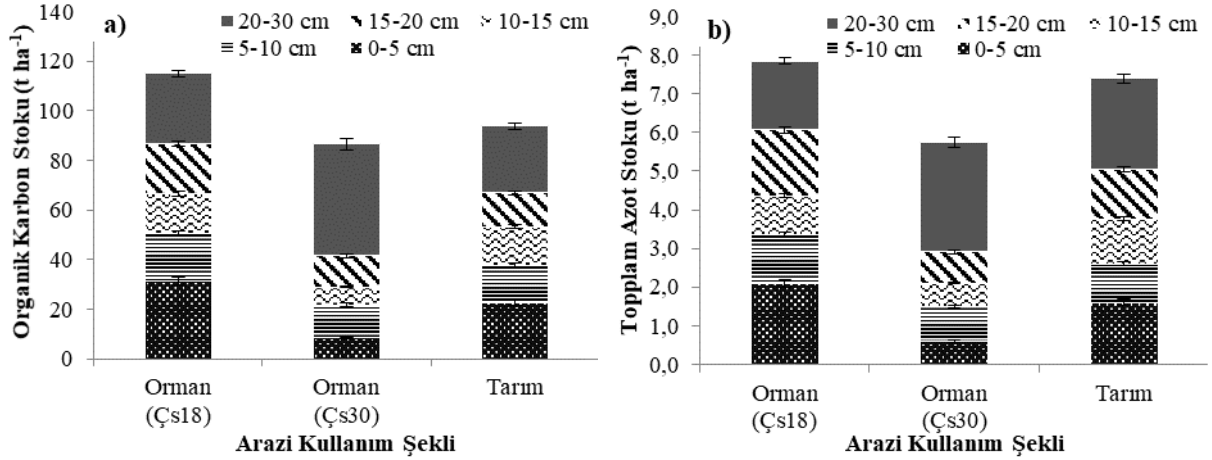 a)
20-30 cm 15-20 cm 10-15 cm
5-10 cm 0-5 cm
Organik Karbon Stoku (t ha⁻¹)
140
120
100
80
60
40
20
0
Orman
(Çs18)
Orman
(Çs30)
Tarım
Arazi Kullanım Şekli
b)
20-30 cm 15-20 cm 10-15 cm
5-10 cm 0-5 cm
Topplam Azot Stoku (t ha⁻¹)
9,0
8,0
7,0
6,0
5,0
4,0
3,0
2,0
1,0
0,0
Orman
(Çs18)
Orman
(Çs30)
Tarım
Arazi Kullanım Şekli